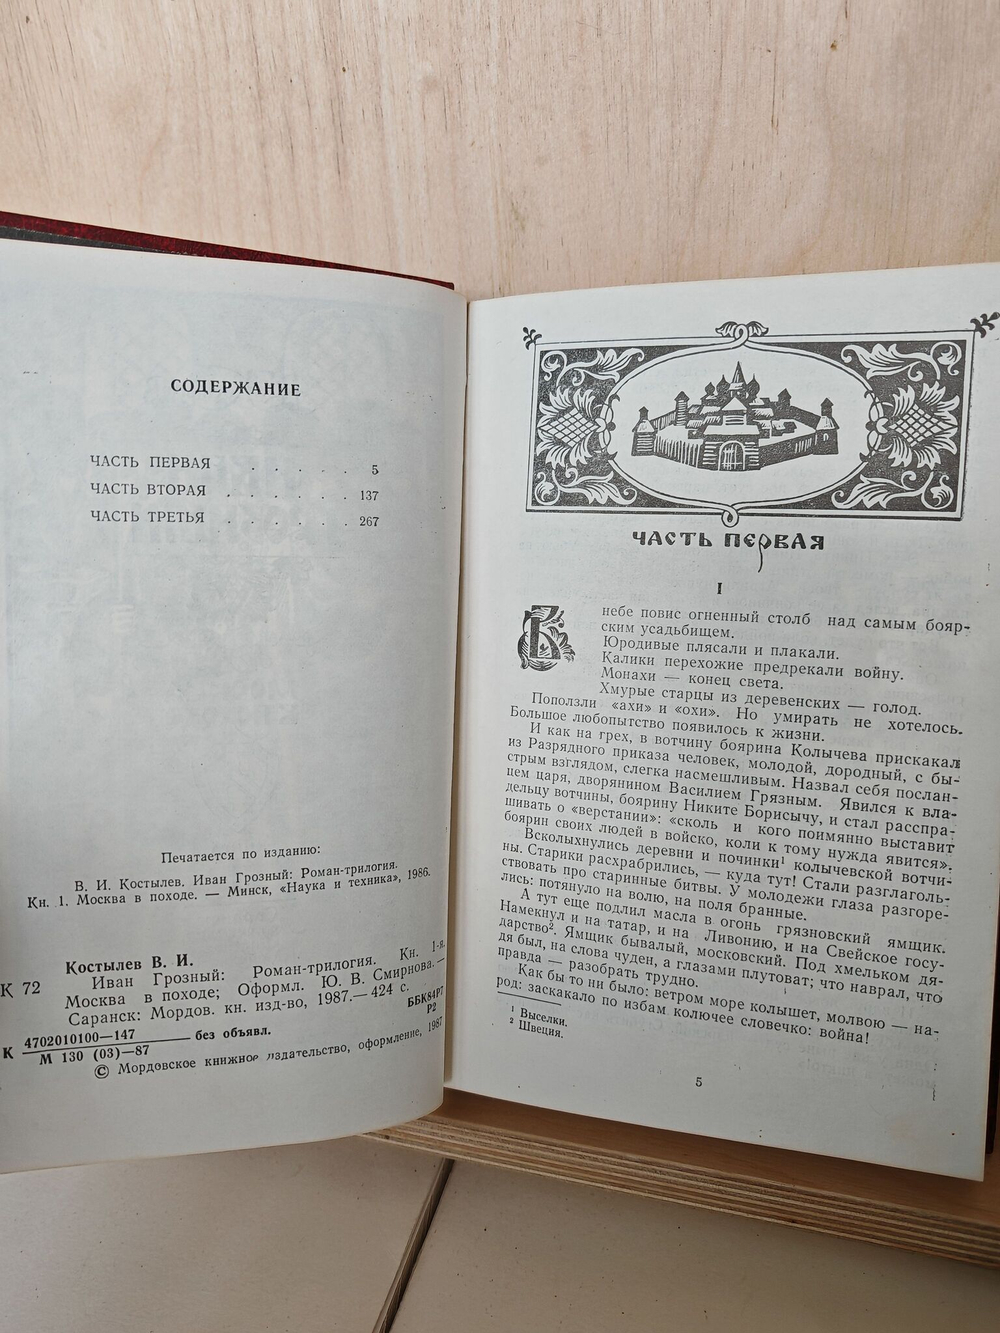 СОДЕРЖАНИЕ
ЧАСТЬ ПЕРВАЯ . . . . . 5
ЧАСТЬ ВТОРАЯ . . . . . . 137
ЧАСТЬ ТРЕТЬЯ . . . . . . 267
Печатается по изданию:
В. И. Костылев. Иван Грозный: Роман-трилогия.
Кн. 1. Москва в походе. — Минск, «Наука и техника», 1986.
Костылев В. И.
К 72 Иван Грозный: Роман-трилогия. Кн. 1-я.
Москва в походе; Оформл. Ю. В. Смирнова.—
Саранск: Мордов. кн. изд-во, 1987.— 424 с.
ББК84Р7
Р2
К 4702010100—147 без объявл.
М 130 (03)—87
© Мордовское книжное издательство, оформление, 1987
ЧАСТЬ ПЕРВАЯ
I
В небе повис огненный столб над самым бояр-
ским усадьбищем.
Юродивые плясали и плакали.
Калики перехожие предрекали войну.
Монахи — конец света.
Хмурые старцы из деревенских — голод.
Поползли «ахи» и «охи». Но умирать не хотелось.
Большое любопытство появилось к жизни.
И как на грех, в вотчину боярина Колычева прискакал
из Разрядного приказа человек, молодой, дородный, с бы-
стрым взглядом, слегка насмешливым. Назвал себя послан-
цем царя, дворянином Василием Грязным. Явился к вла-
дельцу вотчины, боярину Никите Борисычу, и стал расспра-
шивать о «верстании»: «сколь и кого поимянно выставит
боярин своих людей в войско, коли к тому нужда явится».
Всколыхнулись деревни и починки¹ колычевской вотчи-
ны. Старики расхрабрились, — куда тут! Стали разглаголь-
ствовать про старинные битвы. У молодежи глаза разгоре-
лись: потянуло на волю, на поля бранные.
А тут еще подлил масла в огонь грязновский ямщик.
Намекнул и на татар, и на Ливонию, и на Свейское госу-
дарство². Ямщик бывалый, московский. Под хмельком дя-
дя был, на слова чуден, а глазами плутоват; что наврал, что
правда — разобрать трудно.
Как бы то ни было: ветром море колышет, молвою — на-
род: заскакало по избам колючее словечко: война!
¹ Выселки.
² Швеция.
5